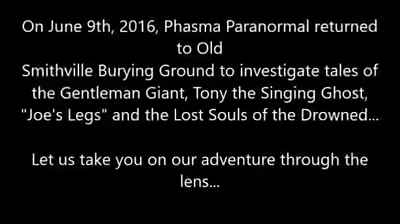 On June 9th, 2016, Phasma Paranormal returned
to Old
Smithville Burying Ground to investigate tales of
the Gentleman Giant, Tony the Singing Ghost,
"Joe's Legs" and the Lost Souls of the Drowned...
Let us take you on our adventure through the
lens...